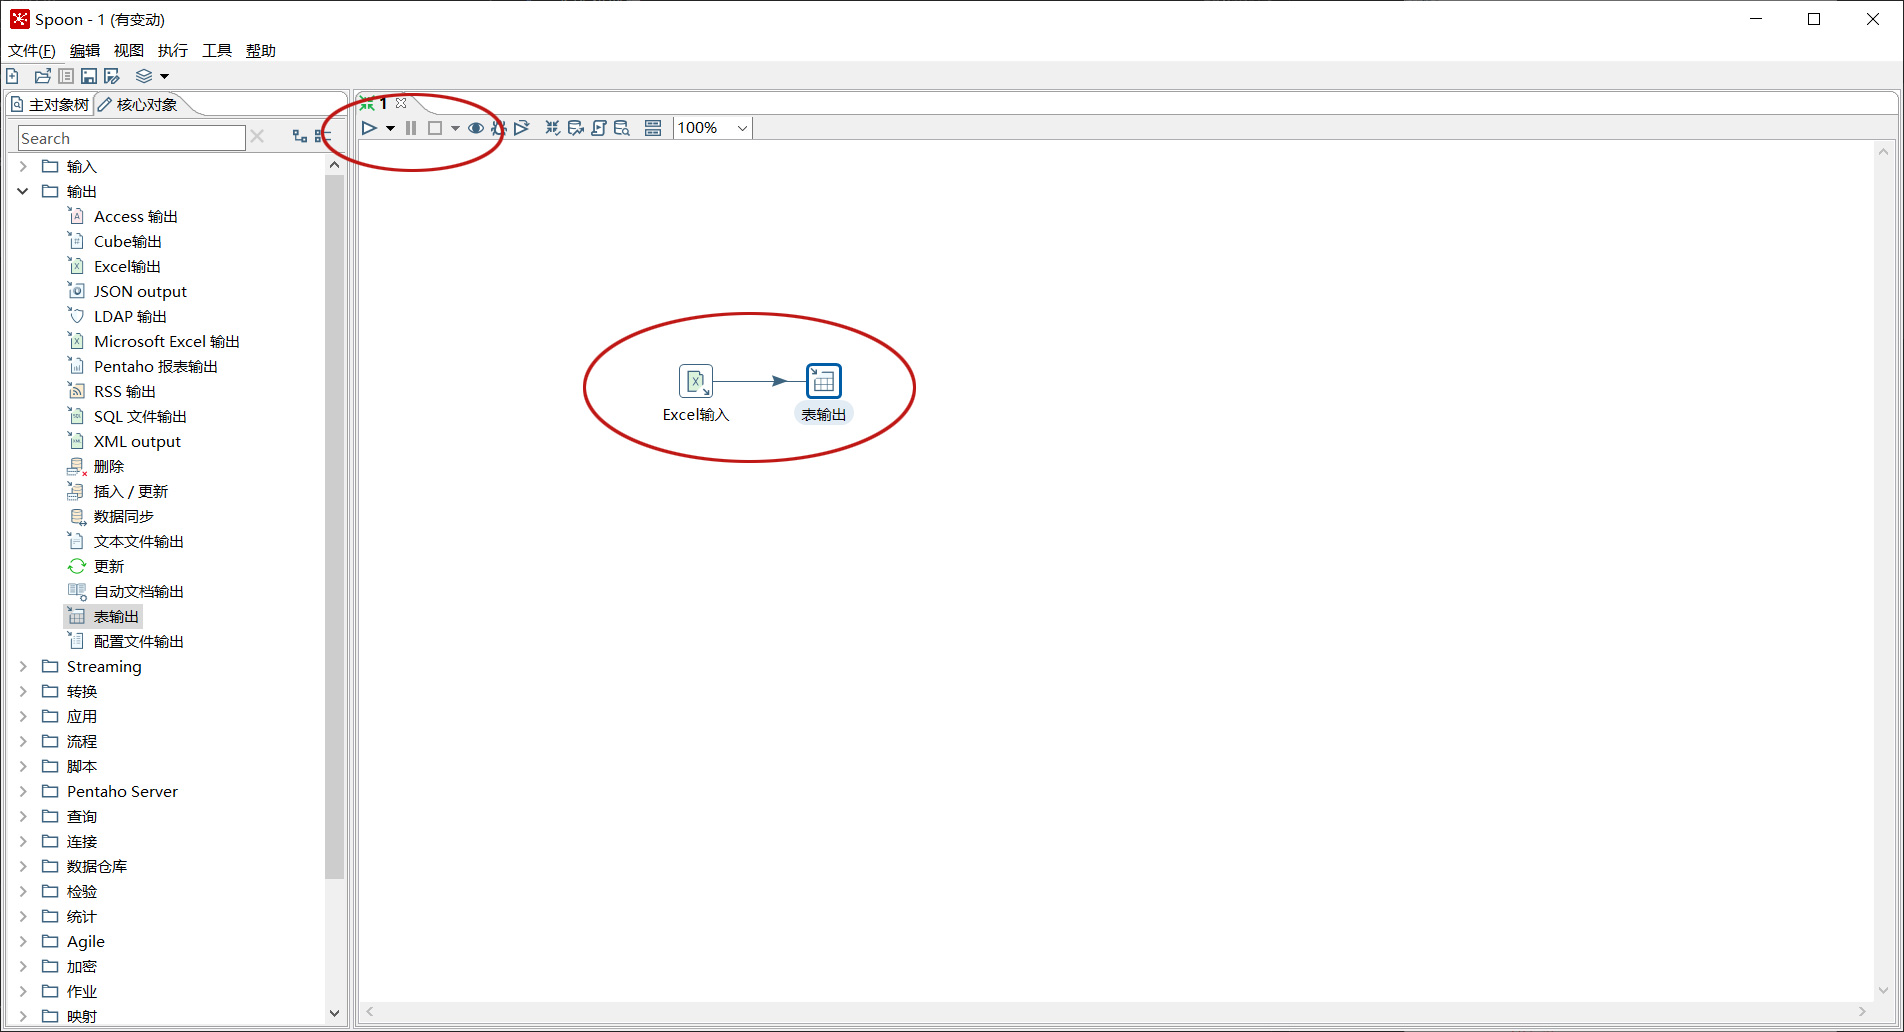 Spoon - 1 (有变动)
文件(F) 编辑 视图 执行 工具 帮助
主对象树 核心对象
1
Search
100%
输入
输出
Access 输出
Cube输出
Excel输出
JSON output
LDAP 输出
Microsoft Excel 输出
Pentaho 报表输出
RSS 输出
SQL 文件输出
XML output
删除
插入 / 更新
数据同步
文本文件输出
更新
自动文档输出
表输出
配置文件输出
Streaming
转换
应用
流程
脚本
Pentaho Server
查询
连接
数据仓库
检验
统计
Agile
加密
作业
映射
Excel输入 表输出